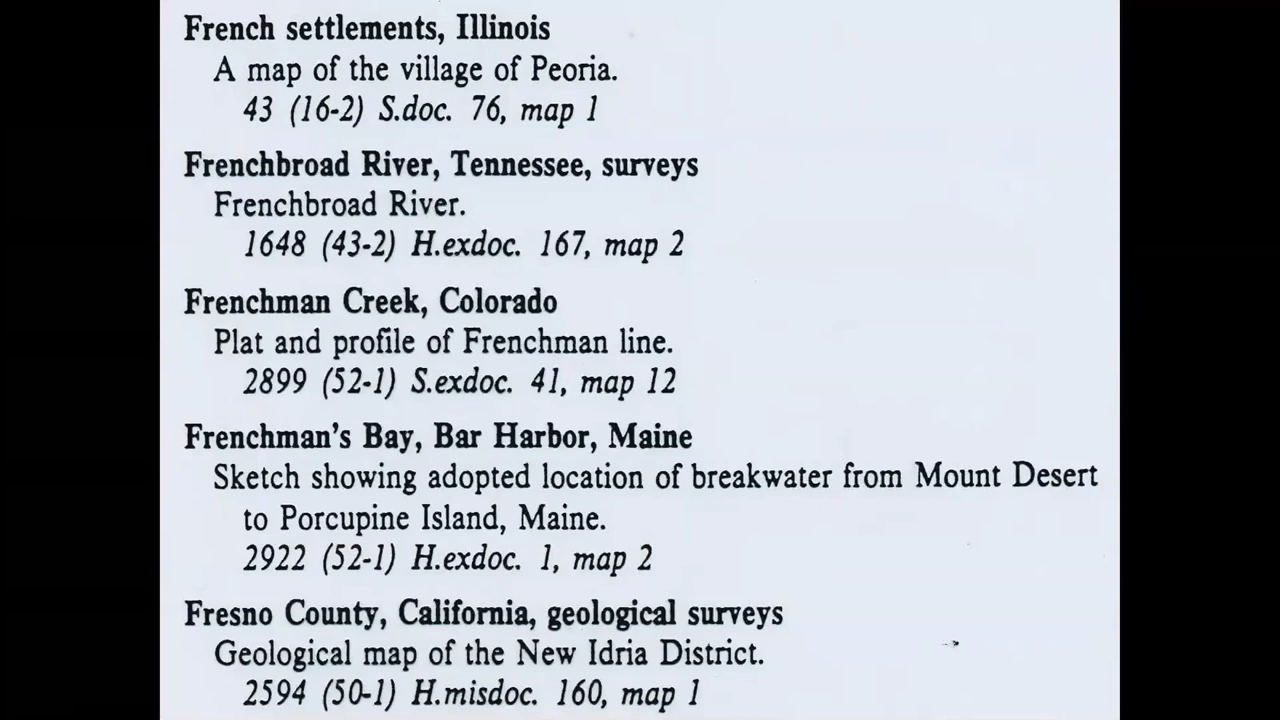 French settlements, Illinois
A map of the village of Peoria.
43 (16-2) S.doc. 76, map 1
Frenchbroad River, Tennessee, surveys
Frenchbroad River.
1648 (43-2) H.exdoc. 167, map 2
Frenchman Creek, Colorado
Plat and profile of Frenchman line.
2899 (52-1) S.exdoc. 41, map 12
Frenchman's Bay, Bar Harbor, Maine
Sketch showing adopted location of breakwater from Mount Desert
to Porcupine Island, Maine.
2922 (52-1) H.exdoc. 1, map 2
Fresno County, California, geological surveys
Geological map of the New Idria District.
2594 (50-1) H.misdoc. 160, map 1